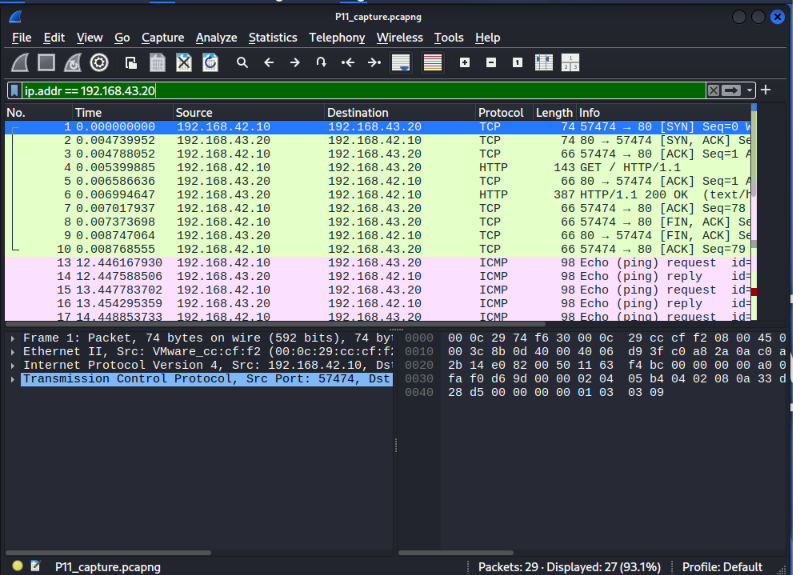 P11_capture.pcapng
File Edit View Go Capture Analyze Statistics Telephony Wireless Tools Help
ip.addr == 192.168.43.20
No. Time Source Destination Protocol Length Info
1 0.000000000 192.168.42.10 192.168.43.20 TCP 74 57474 → 80 [SYN] Seq=0 W
2 0.004739952 192.168.43.20 192.168.42.10 TCP 74 80 → 57474 [SYN, ACK] Se
3 0.004788052 192.168.42.10 192.168.43.20 TCP 66 57474 → 80 [ACK] Seq=1 A
4 0.005399885 192.168.42.10 192.168.43.20 HTTP 143 GET / HTTP/1.1
5 0.006586636 192.168.43.20 192.168.42.10 TCP 66 80 → 57474 [ACK] Seq=1 A
6 0.006994647 192.168.43.20 192.168.42.10 HTTP 387 HTTP/1.1 200 OK (text/h
7 0.007017937 192.168.42.10 192.168.43.20 TCP 66 57474 → 80 [ACK] Seq=78
8 0.007373698 192.168.42.10 192.168.43.20 TCP 66 57474 → 80 [FIN, ACK] Se
9 0.008747064 192.168.43.20 192.168.42.10 TCP 66 80 → 57474 [FIN, ACK] Se
10 0.008768555 192.168.42.10 192.168.43.20 TCP 66 57474 → 80 [ACK] Seq=79
13 12.446167930 192.168.42.10 192.168.43.20 ICMP 98 Echo (ping) request id=
14 12.447588506 192.168.43.20 192.168.42.10 ICMP 98 Echo (ping) reply id=
15 13.447783702 192.168.42.10 192.168.43.20 ICMP 98 Echo (ping) request id=
16 13.454295359 192.168.43.20 192.168.42.10 ICMP 98 Echo (ping) reply id=
17 14.448853733 192.168.42.10 192.168.43.20 ICMP 98 Echo (ping) request id=
Frame 1: Packet, 74 bytes on wire (592 bits), 74 by
Ethernet II, Src: VMware_cc:cf:f2 (00:0c:29:cc:cf:f2
Internet Protocol Version 4, Src: 192.168.42.10, Dst
Transmission Control Protocol, Src Port: 57474, Dst
0000 00 0c 29 74 f6 30 00 0c 29 cc cf f2 08 00 45 0
0010 00 3c 8b 0d 40 00 40 06 d9 3f c0 a8 2a 0a c0 a
0020 2b 14 e0 82 00 50 11 63 f4 bc 00 00 00 00 a0 0
0030 fa f0 d6 9d 00 00 02 04 05 b4 04 02 08 0a 33 d
0040 28 d5 00 00 00 00 01 03 03 09
P11_capture.pcapng Packets: 29 · Displayed: 27 (93.1%) Profile: Default